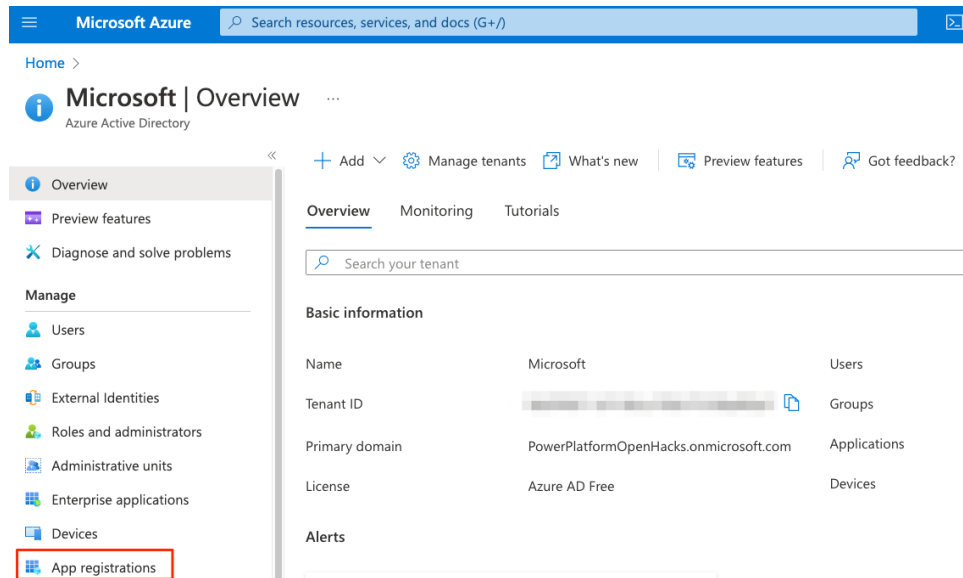 Microsoft Azure
Search resources, services, and docs (G+/)
Home >
Microsoft | Overview ...
Azure Active Directory
«
Add
Manage tenants
What's new
Preview features
Got feedback?
Overview
Preview features
Diagnose and solve problems
Manage
Users
Groups
External Identities
Roles and administrators
Administrative units
Enterprise applications
Devices
App registrations
Overview Monitoring Tutorials
Search your tenant
Basic information
Name Microsoft Users
Tenant ID Groups
Primary domain PowerPlatformOpenHacks.onmicrosoft.com Applications
License Azure AD Free Devices
Alerts